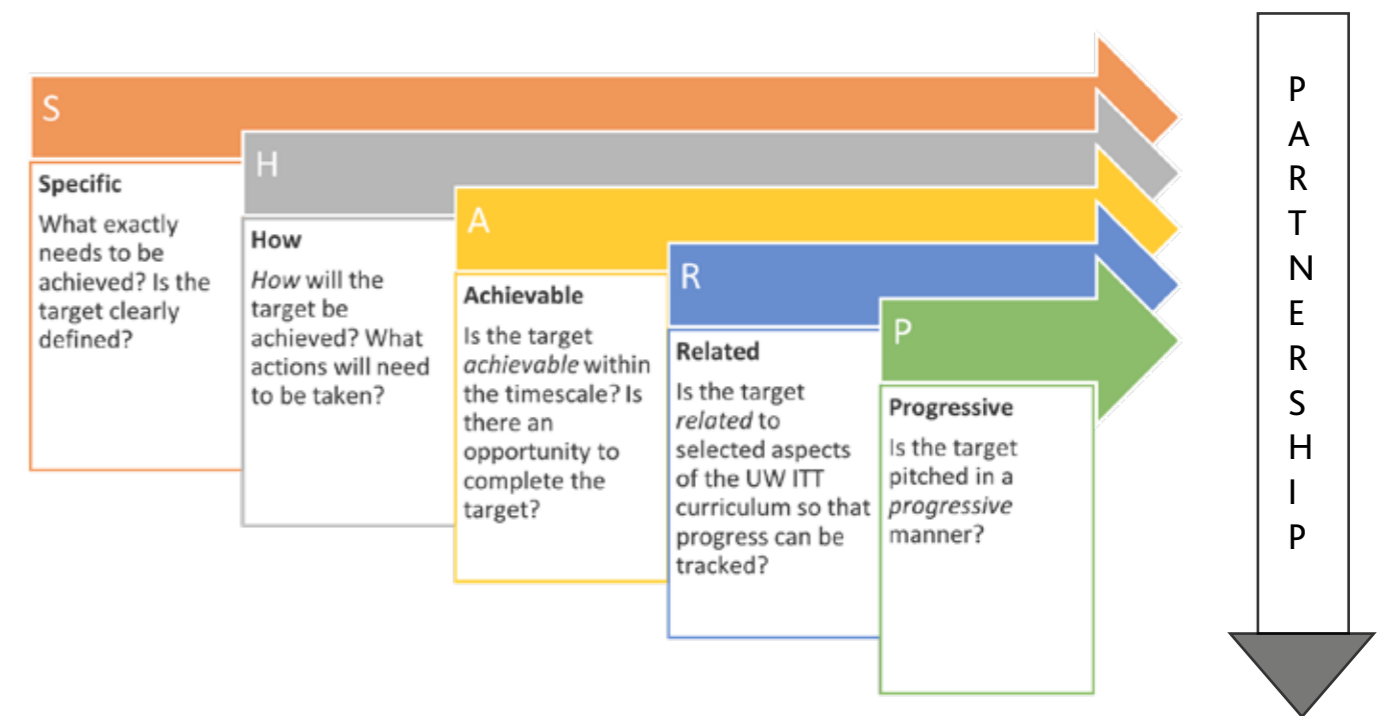 S
Specific
What exactly
needs to be
achieved? Is the
target clearly
defined?
H
How
How will the
target be
achieved? What
actions will need
to be taken?
A
Achievable
Is the target
achievable within
the timescale? Is
there an
opportunity to
complete the
target?
R
Related
Is the target
related to
selected aspects
of the UW ITT
curriculum so that
progress can be
tracked?
P
Progressive
Is the target
pitched in a
progressive
manner?
P
A
R
T
N
E
R
S
H
I
P